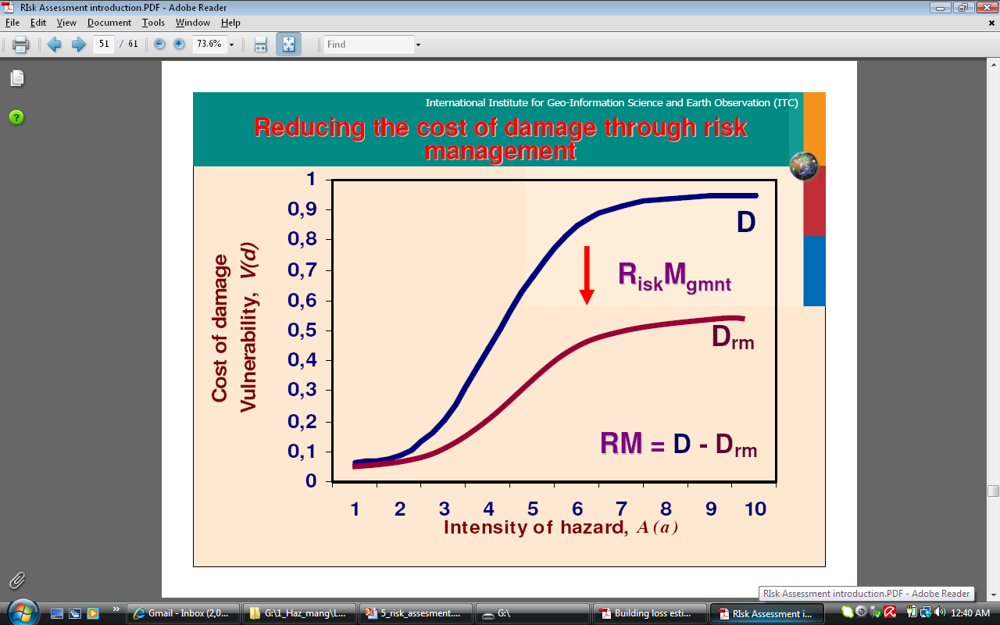 RIsk Assessment introduction.PDF - Adobe Reader
File Edit View Document Tools Window Help
51 / 61 73.6% Find
International Institute for Geo-Information Science and Earth Observation (ITC)
Reducing the cost of damage through risk
management
Cost of damage
Vulnerability, V(d)
1
0,9
0,8
0,7
0,6
0,5
0,4
0,3
0,2
0,1
0
D
RiskMgmnt
Drm
RM = D - Drm
1 2 3 4 5 6 7 8 9 10
Intensity of hazard, A (a)
RIsk Assessment introduction.PDF - Adobe Reader
Gmail - Inbox (2,0... G:\1_Haz_mang\L... 5_risk_assesment.... G:\ Building loss esti... RIsk Assessment i... 12:40 AM